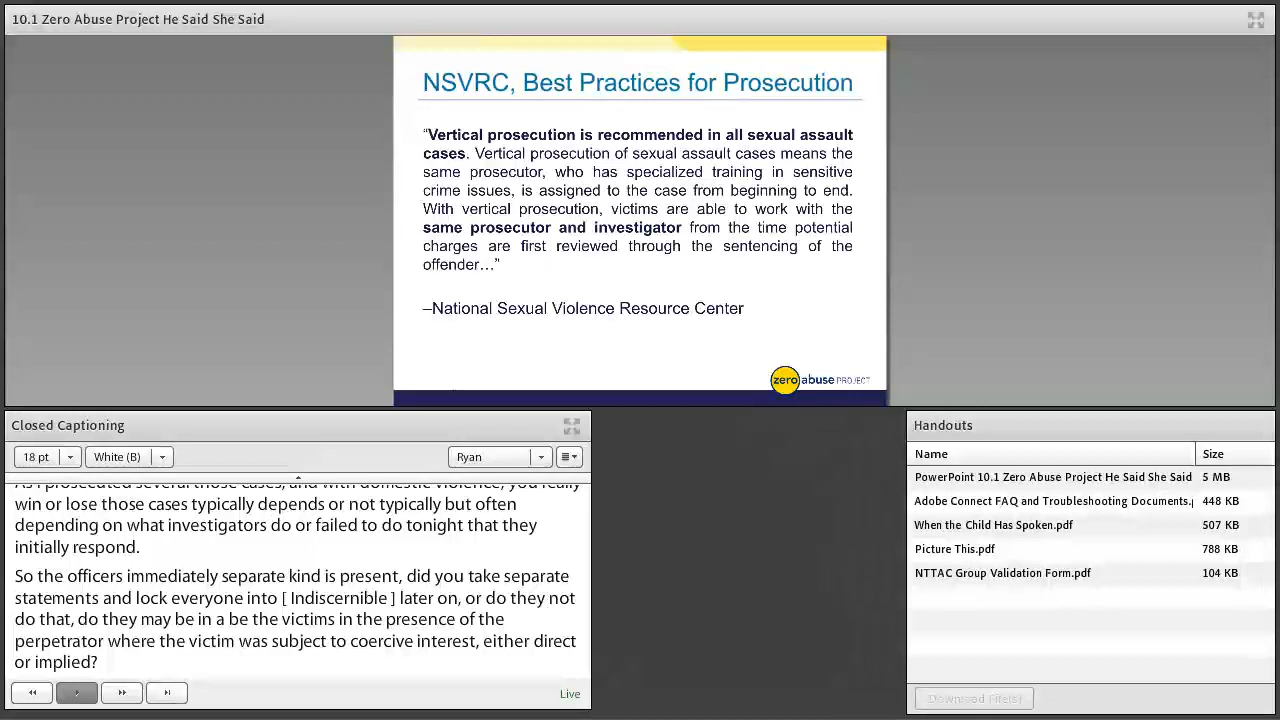 10.1 Zero Abuse Project He Said She Said
NSVRC, Best Practices for Prosecution
“Vertical prosecution is recommended in all sexual assault
cases. Vertical prosecution of sexual assault cases means the
same prosecutor, who has specialized training in sensitive
crime issues, is assigned to the case from beginning to end.
With vertical prosecution, victims are able to work with the
same prosecutor and investigator from the time potential
charges are first reviewed through the sentencing of the
offender…”
–National Sexual Violence Resource Center
zero abuse PROJECT
Closed Captioning
18 pt
White (B)
Ryan
As I prosecuted several those cases, and with domestic violence, you really
win or lose those cases typically depends or not typically but often
depending on what investigators do or failed to do tonight that they
initially respond.
So the officers immediately separate kind is present, did you take separate
statements and lock everyone into [ Indiscernible ] later on, or do they not
do that, do they may be in a be the victims in the presence of the
perpetrator where the victim was subject to coercive interest, either direct
or implied?
Live
Handouts
Name Size
PowerPoint 10.1 Zero Abuse Project He Said She Said 5 MB
Adobe Connect FAQ and Troubleshooting Documents.p 448 KB
When the Child Has Spoken.pdf 507 KB
Picture This.pdf 788 KB
NTTAC Group Validation Form.pdf 104 KB
Download File(s)